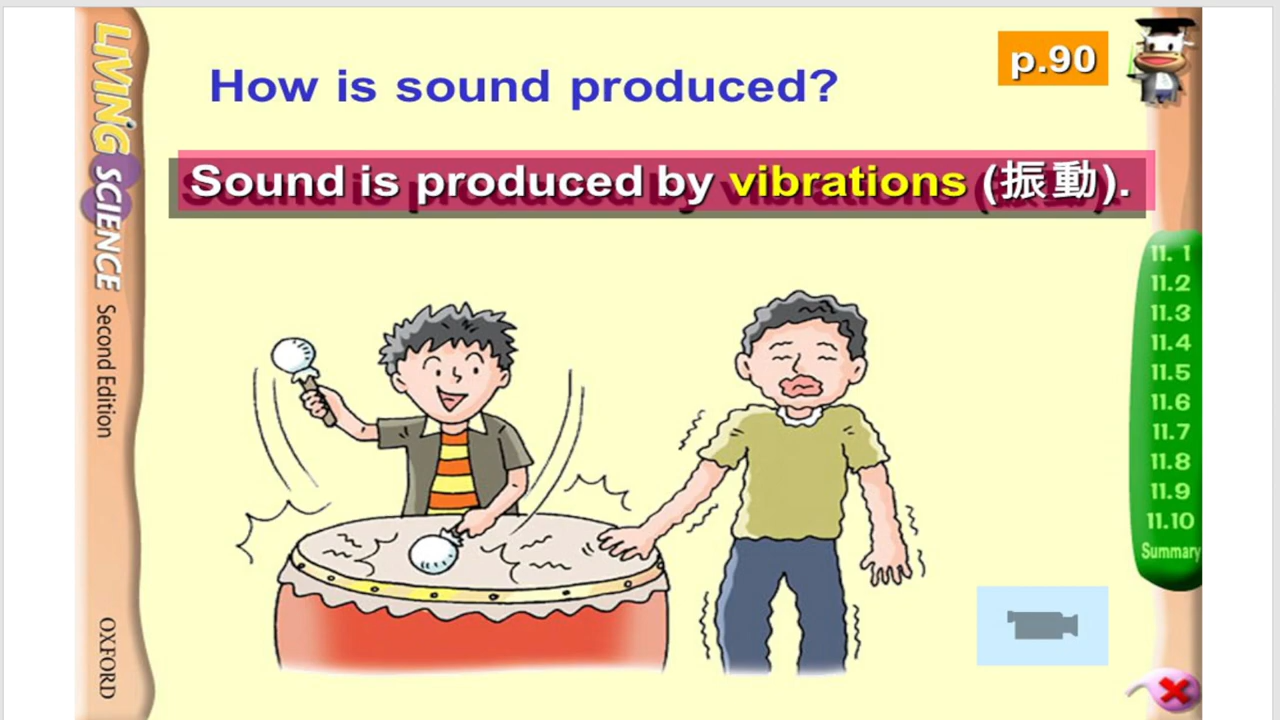 p.90
How is sound produced?
Sound is produced by vibrations (振動).
LIVING SCIENCE Second Edition
OXFORD
11. 1
11.2
11.3
11.4
11.5
11.6
11.7
11.8
11.9
11.10
Summary